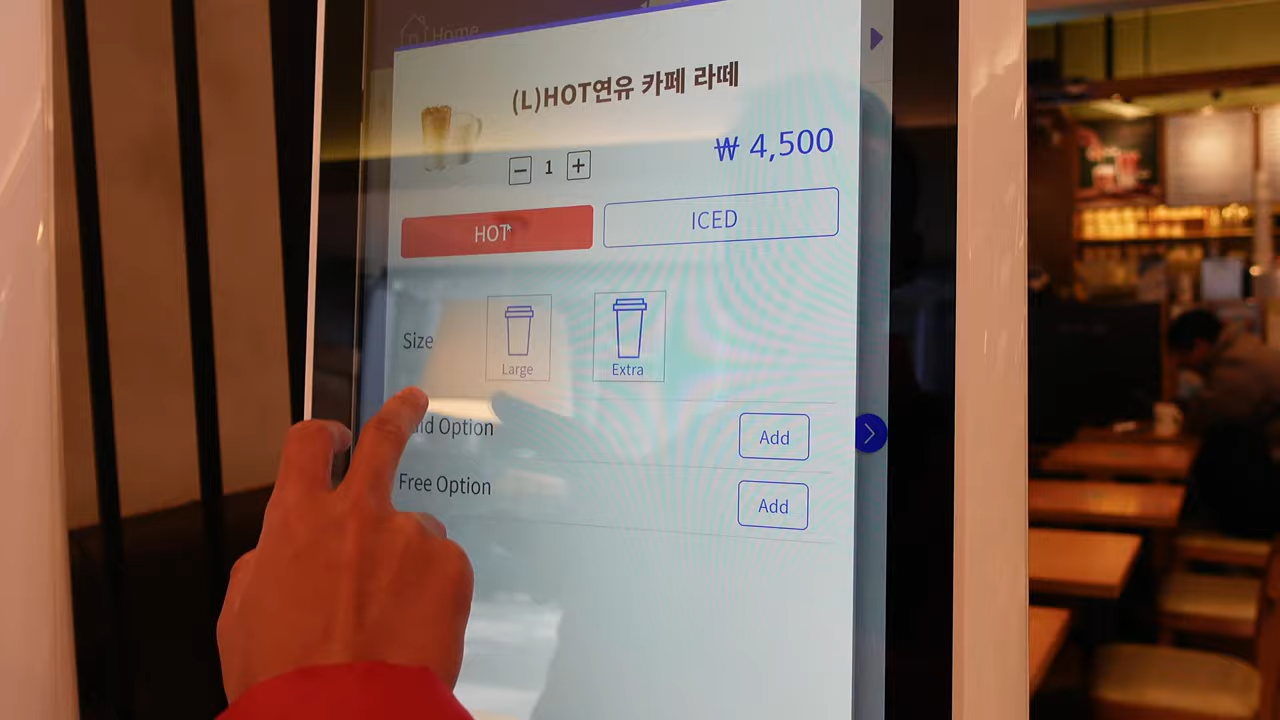 Home
(L)HOT연유 카페 라떼
₩ 4,500
− 1 +
HOT
ICED
Size
Large
Extra
Option
Add
Free Option
Add